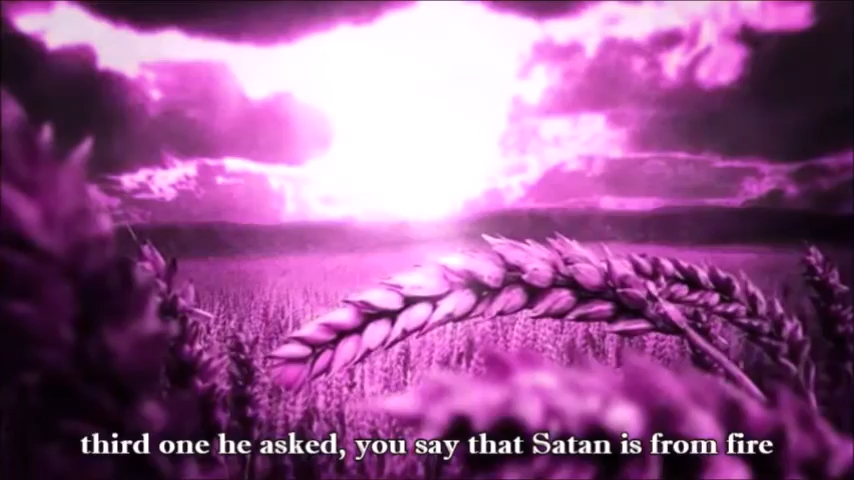 third one he asked, you say that Satan is from fire